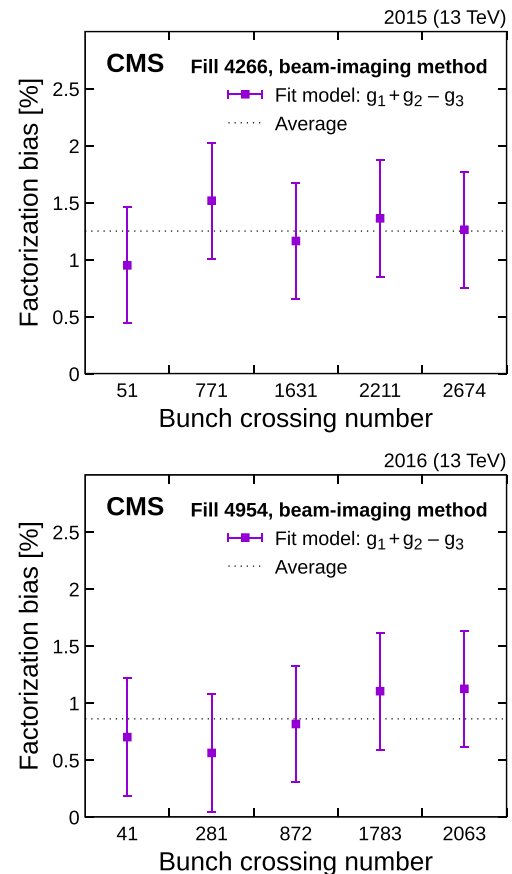 2015 (13 TeV)
CMS
Fill 4266, beam-imaging method
Fit model: g₁ + g₂ – g₃
Average
Factorization bias [%]
2.5
2
1.5
1
0.5
0
51 771 1631 2211 2674
Bunch crossing number
2016 (13 TeV)
CMS
Fill 4954, beam-imaging method
Fit model: g₁ + g₂ – g₃
Average
Factorization bias [%]
2.5
2
1.5
1
0.5
0
41 281 872 1783 2063
Bunch crossing number